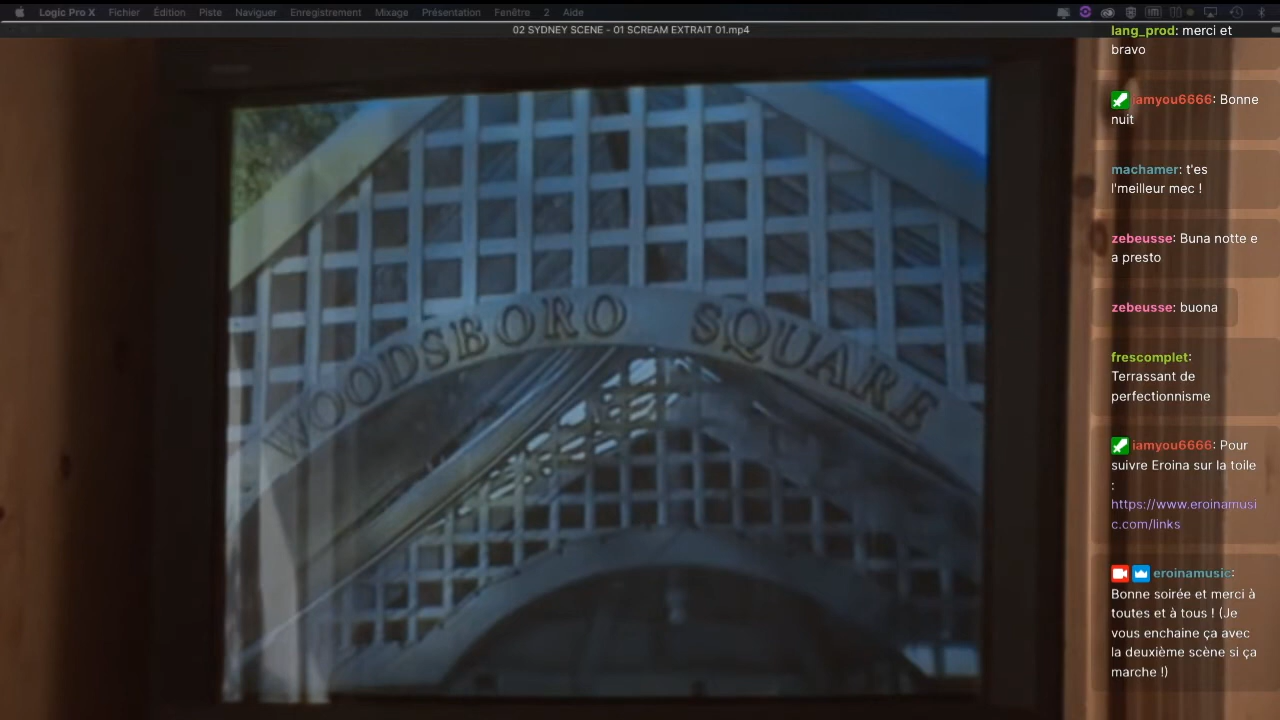 Logic Pro X Fichier Édition Piste Naviguer Enregistrement Mixage Présentation Fenêtre 2 Aide
02 SYDNEY SCENE - 01 SCREAM EXTRAIT 01.mp4
WOODSBORO SQUARE
lang_prod: merci et
bravo
iamyou6666: Bonne
nuit
machamer: t'es
l'meilleur mec !
zebeusse: Buna notte e
a presto
zebeusse: buona
frescomplet:
Terrassant de
perfectionnisme
iamyou6666: Pour
suivre Eroina sur la toile
:
https://www.eroinamusi
c.com/links
eroinamusic:
Bonne soirée et merci à
toutes et à tous ! (Je
vous enchaine ça avec
la deuxième scène si ça
marche !)